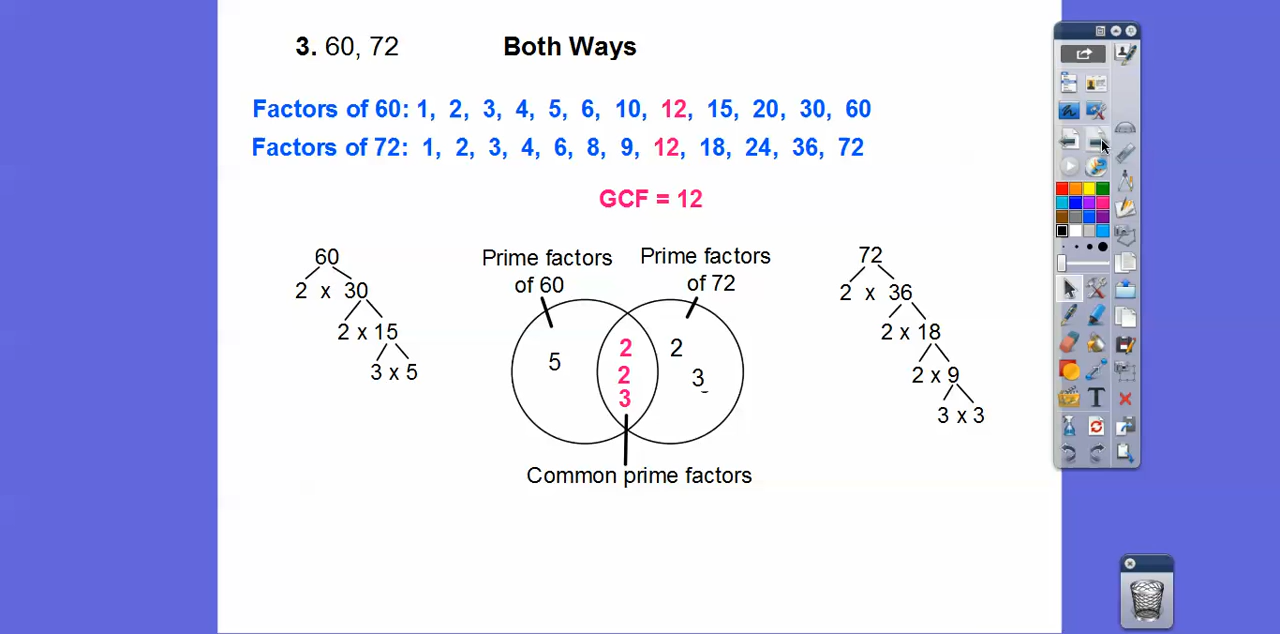 3. 60, 72 Both Ways
Factors of 60: 1, 2, 3, 4, 5, 6, 10, 12, 15, 20, 30, 60
Factors of 72: 1, 2, 3, 4, 6, 8, 9, 12, 18, 24, 36, 72
GCF = 12
60
2 x 30
2 x 15
3 x 5
Prime factors
of 60
Prime factors
of 72
5
2
2
3
2
3
Common prime factors
72
2 x 36
2 x 18
2 x 9
3 x 3
T